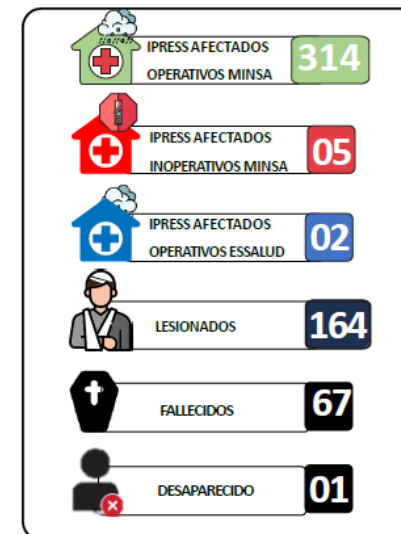 IPRESS AFECTADOS
OPERATIVOS MINSA
314
IPRESS AFECTADOS
INOPERATIVOS MINSA
05
IPRESS AFECTADOS
OPERATIVOS ESSALUD
02
LESIONADOS
164
FALLECIDOS
67
DESAPARECIDO
01